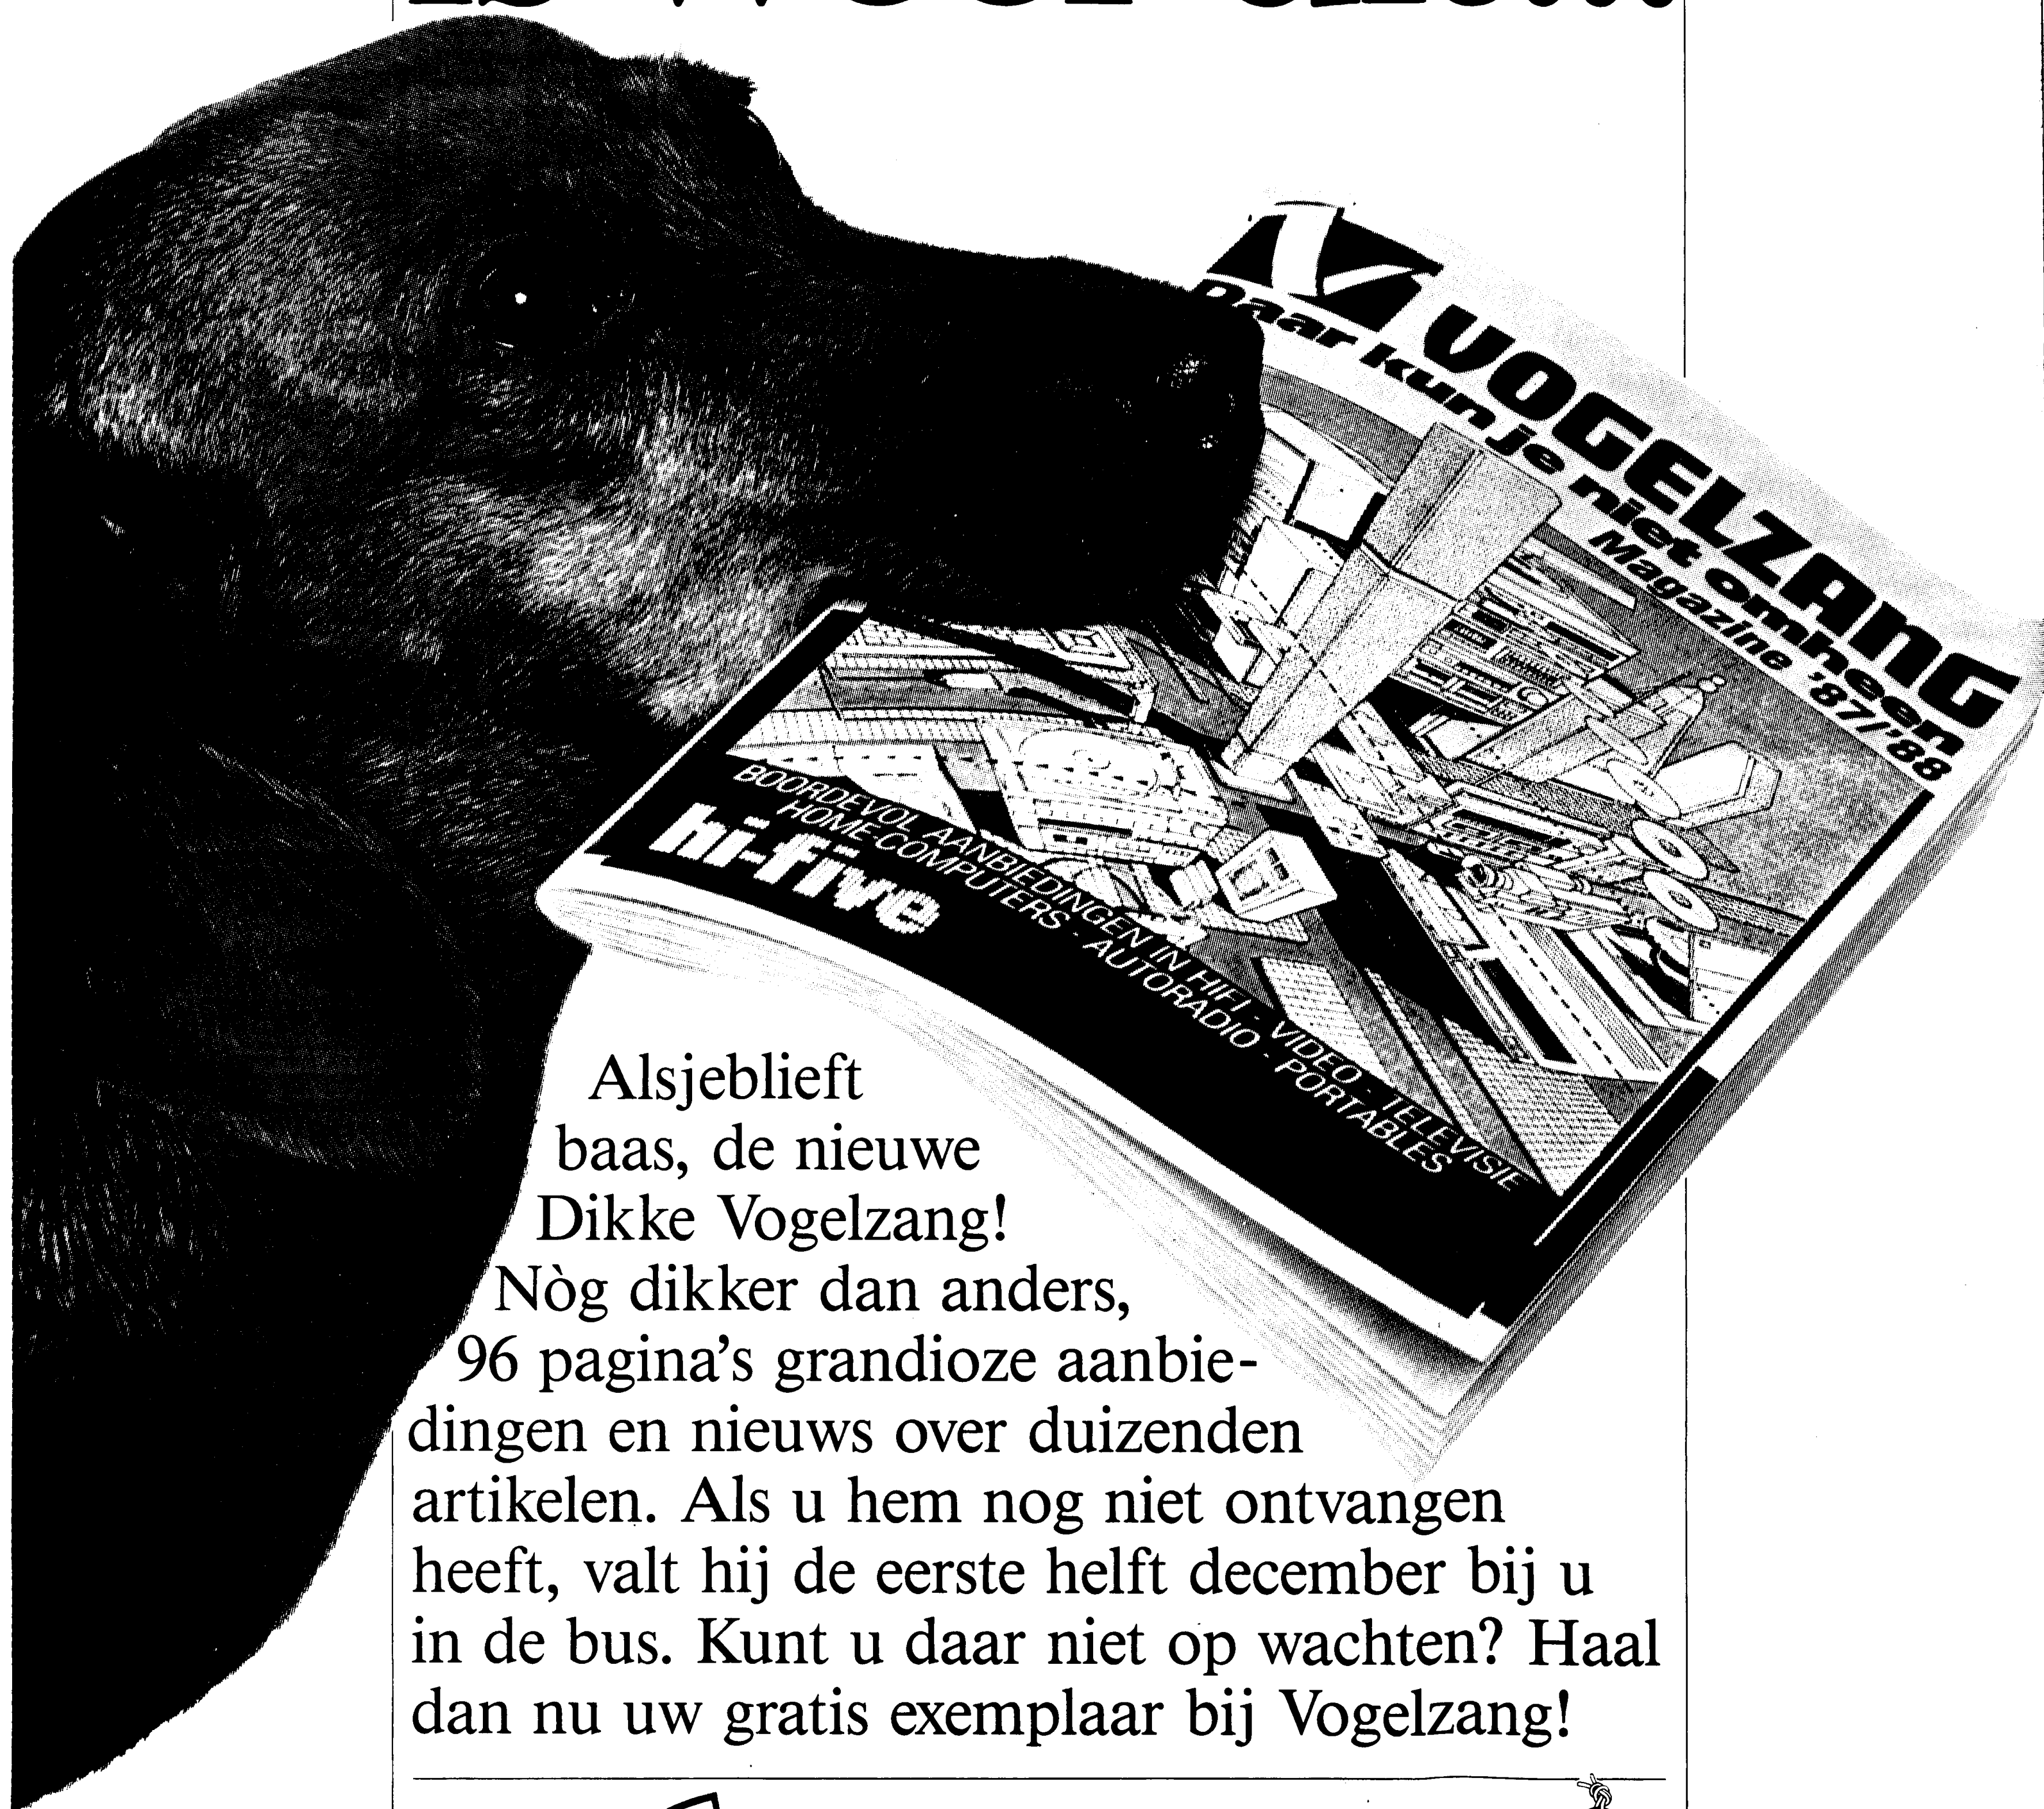 VOGELZANG
Daar kun je niet omheen
Magazine '87/'88
BOORDEVOL AANBIEDINGEN IN HIFI - VIDEO - TELEVISIE
HOME-COMPUTERS - AUTORADIO - PORTABLES
hi-five
Alsjeblieft
baas, de nieuwe
Dikke Vogelzang!
Nòg dikker dan anders,
96 pagina's grandioze aanbie-
dingen en nieuws over duizenden
artikelen. Als u hem nog niet ontvangen
heeft, valt hij de eerste helft december bij u
in de bus. Kunt u daar niet op wachten? Haal
dan nu uw gratis exemplaar bij Vogelzang!